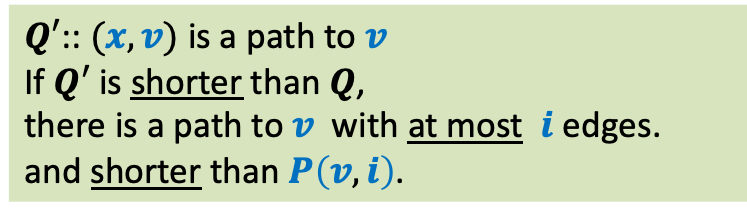 Q′:: (x, v) is a path to v
If Q′ is shorter than Q,
there is a path to v with at most i edges.
and shorter than P(v, i).